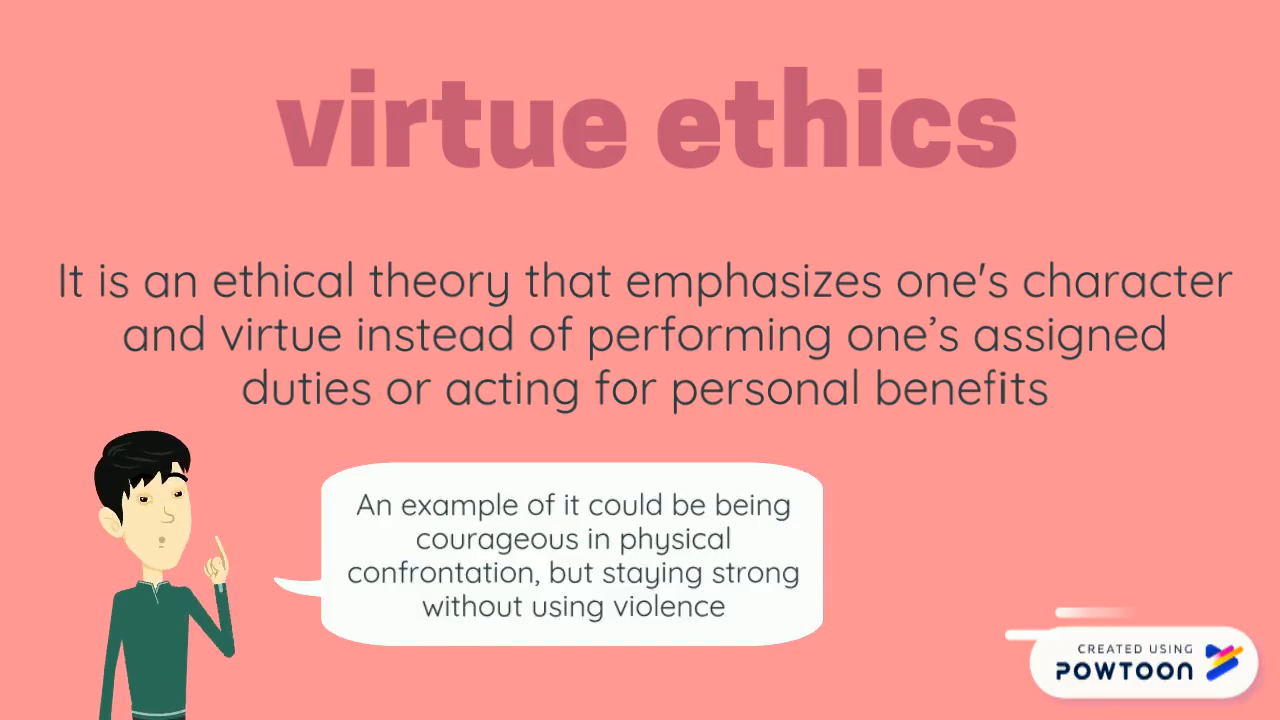 virtue ethics
It is an ethical theory that emphasizes one's character
and virtue instead of performing one’s assigned
duties or acting for personal benefits
An example of it could be being
courageous in physical
confrontation, but staying strong
without using violence
CREATED USING
POWTOON